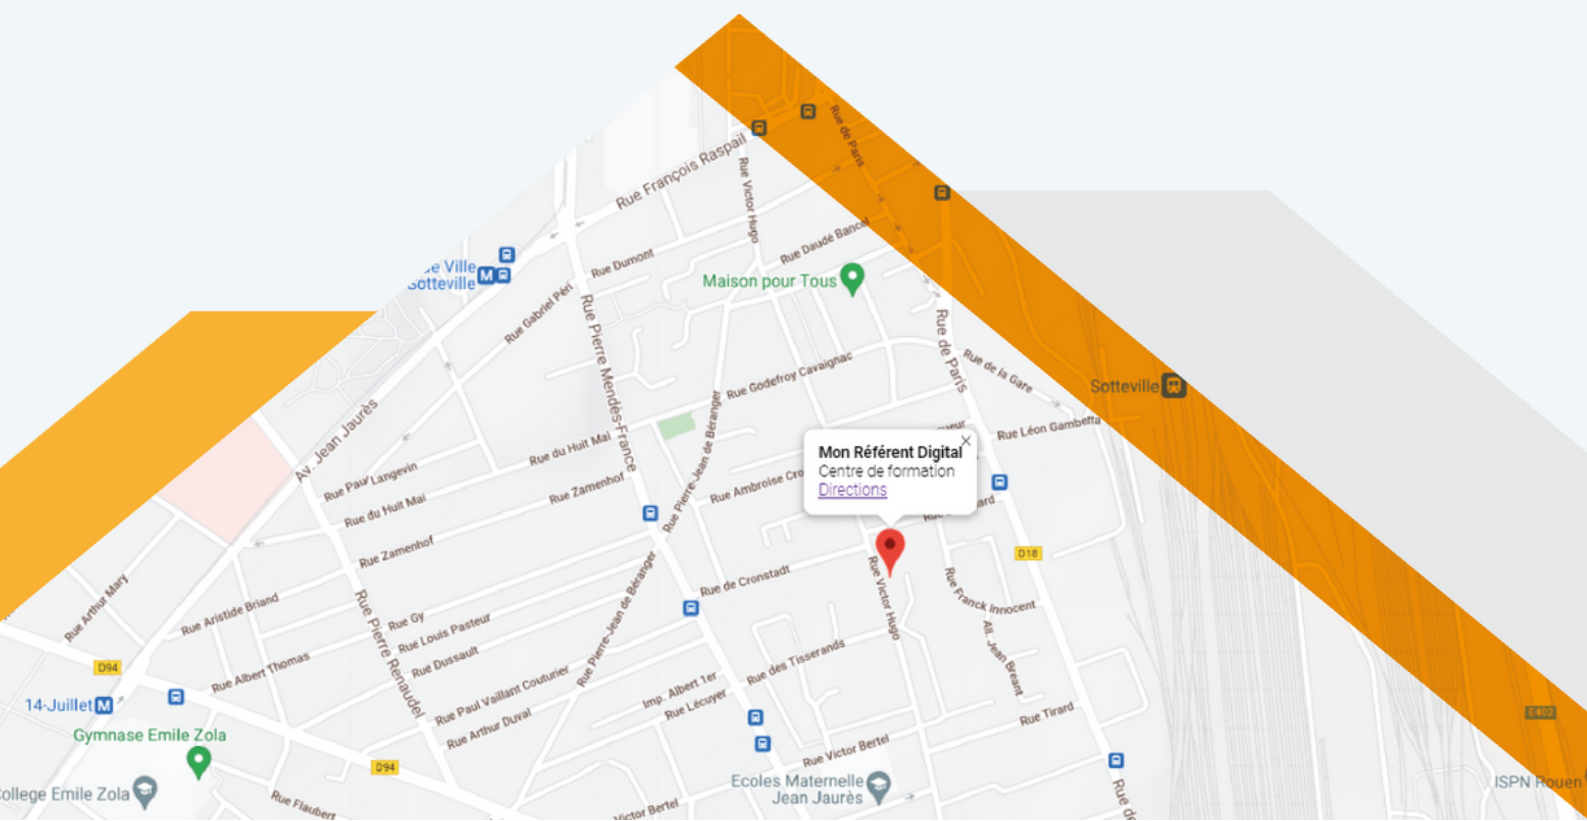 Rue de Paris
Rue François Raspail
Rue Victor Hugo
Rue Daudé Bancel
Rue Dumont
Ville
Sotteville
M
Maison pour Tous
Rue Gabriel Péri
Rue Pierre Mendès-France
Rue de Paris
Rue de la Gare
Sotteville
Rue Godefroy Cavaignac
Av. Jean Jaurès
Rue Pierre-Jean de Béranger
Rue Léon Gambetta
Rue du Huit Mai
Mon Référent Digital
Centre de formation
Directions
Rue Paul Langevin
Rue Zamenhof
Rue Ambroise
Rue du Huit Mai
Rue Zamenhof
D18
Rue de Cronstadt
Rue Victor Hugo
Rue Franck Innocent
Rue Arthur Mary
Rue Aristide Briand
Rue Gy
Rue Louis Pasteur
Rue Dussault
Rue Pierre Renaudel
Rue Pierre-Jean de Béranger
All. Jean Bréant
Rue des Tisserands
D94
Rue Albert Thomas
Rue Paul Vaillant Couturier
Imp. Albert 1er
Rue Lécuyer
14-Juillet
M
Rue Arthur Duval
Rue Tirard
E402
Gymnase Emile Zola
Rue Victor Bertel
D94
Ecoles Maternelle
Jean Jaurès
ISPN Rouen
College Emile Zola
Rue Flaubert
Victor Bertel
Rue de